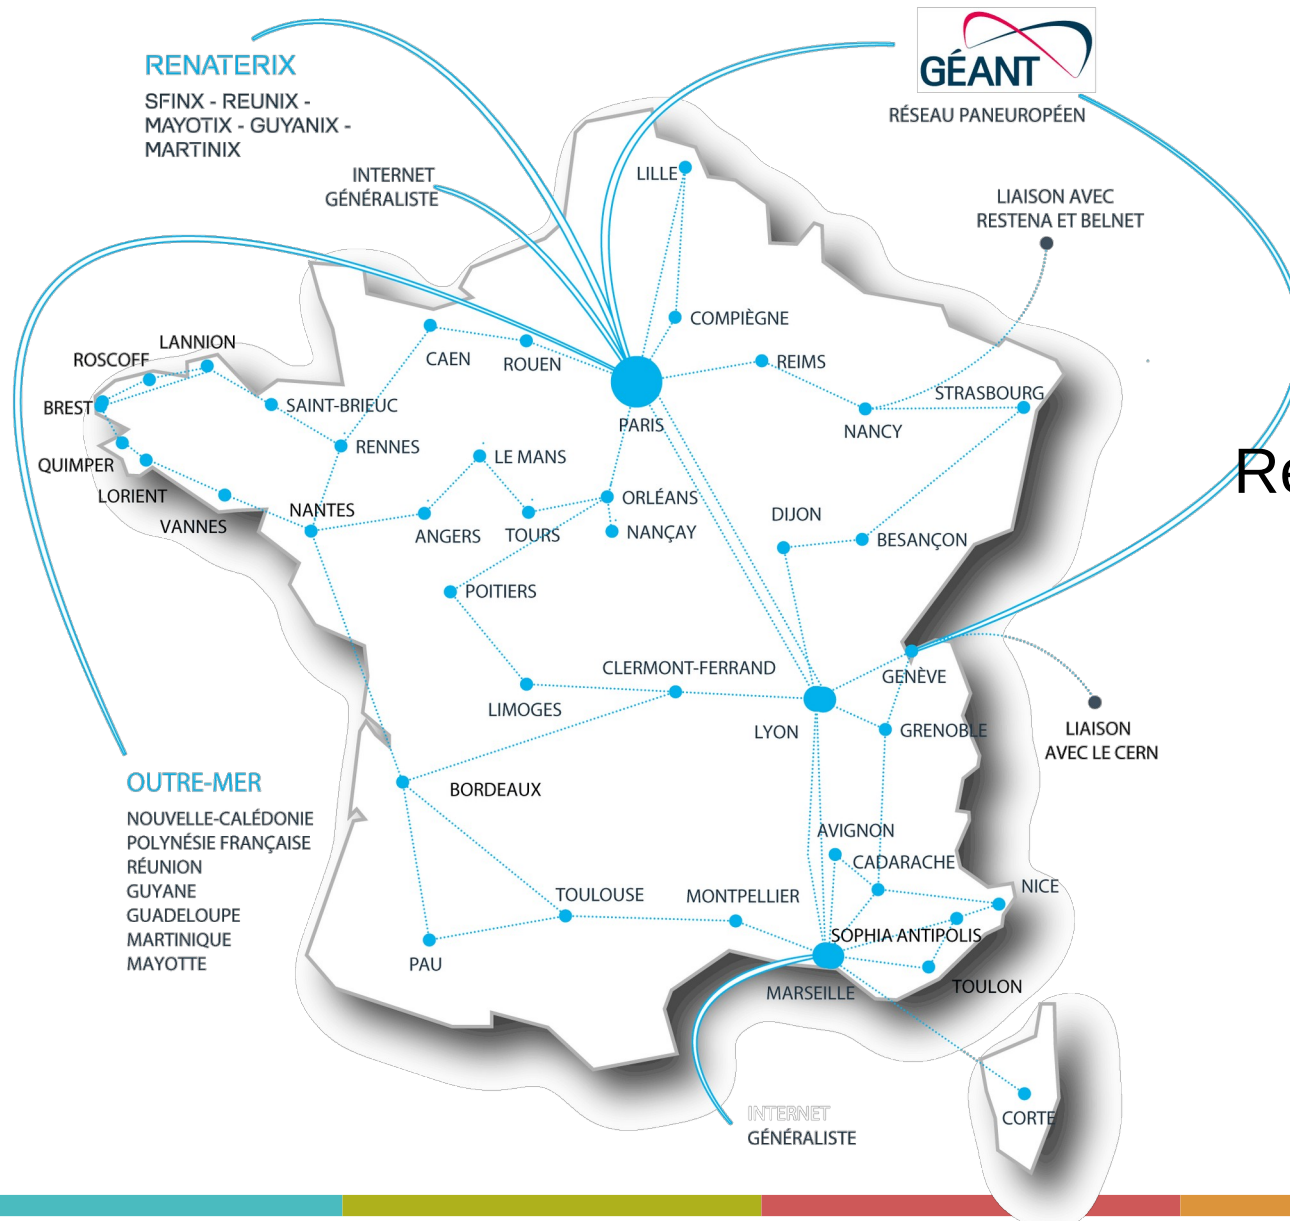 RENATERIX
SFINX - REUNIX -
MAYOTIX - GUYANIX -
MARTINIX
INTERNET
GÉNÉRALISTE
GÉANT
RÉSEAU PANEUROPÉEN
LIAISON AVEC
RESTENA ET BELNET
LILLE
COMPIÈGNE
CAEN
ROUEN
REIMS
LANNION
ROSCOFF
BREST
SAINT-BRIEUC
STRASBOURG
PARIS
NANCY
RENNES
LE MANS
QUIMPER
LORIENT
VANNES
NANTES
ANGERS
TOURS
ORLÉANS
NANÇAY
DIJON
BESANÇON
Re
POITIERS
CLERMONT-FERRAND
GENÈVE
LIMOGES
LYON
GRENOBLE
LIAISON
AVEC LE CERN
OUTRE-MER
NOUVELLE-CALÉDONIE
POLYNÉSIE FRANÇAISE
RÉUNION
GUYANE
GUADELOUPE
MARTINIQUE
MAYOTTE
BORDEAUX
AVIGNON
CADARACHE
NICE
TOULOUSE
MONTPELLIER
SOPHIA ANTIPOLIS
PAU
MARSEILLE
TOULON
INTERNET
GÉNÉRALISTE
CORTE